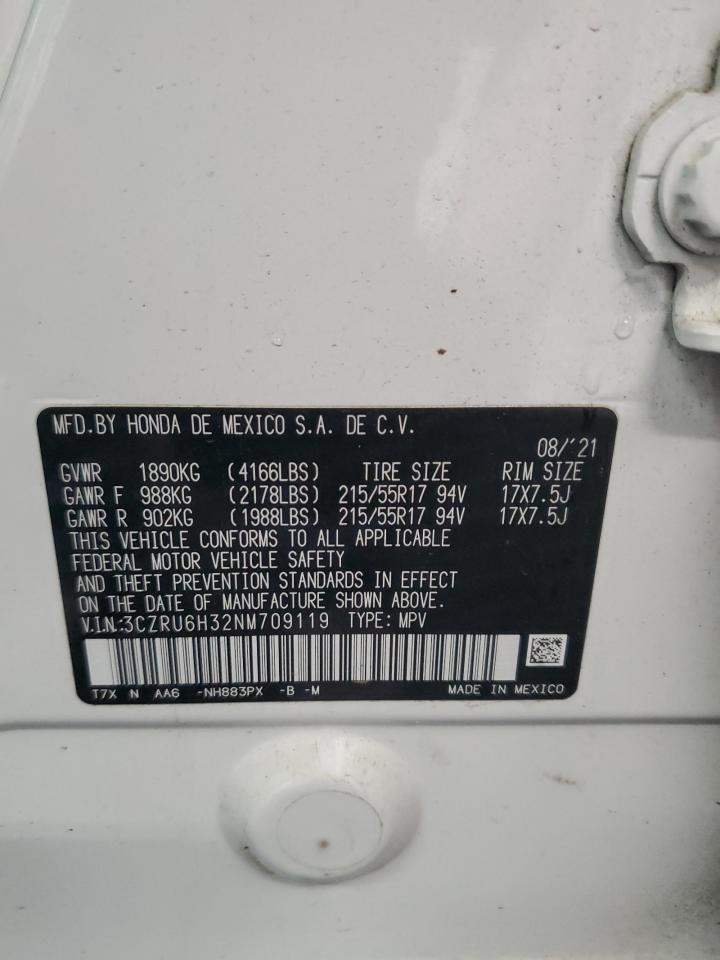 MFD.BY HONDA DE MEXICO S.A. DE C.V.
08/'21
GVWR 1890KG (4166LBS) TIRE SIZE RIM SIZE
GAWR F 988KG (2178LBS) 215/55R17 94V 17X7.5J
GAWR R 902KG (1988LBS) 215/55R17 94V 17X7.5J
THIS VEHICLE CONFORMS TO ALL APPLICABLE
FEDERAL MOTOR VEHICLE SAFETY
AND THEFT PREVENTION STANDARDS IN EFFECT
ON THE DATE OF MANUFACTURE SHOWN ABOVE.
V.I.N.:3CZRU6H32NM709119 TYPE: MPV
T7X N AA6 -NH883PX -B -M MADE IN MEXICO